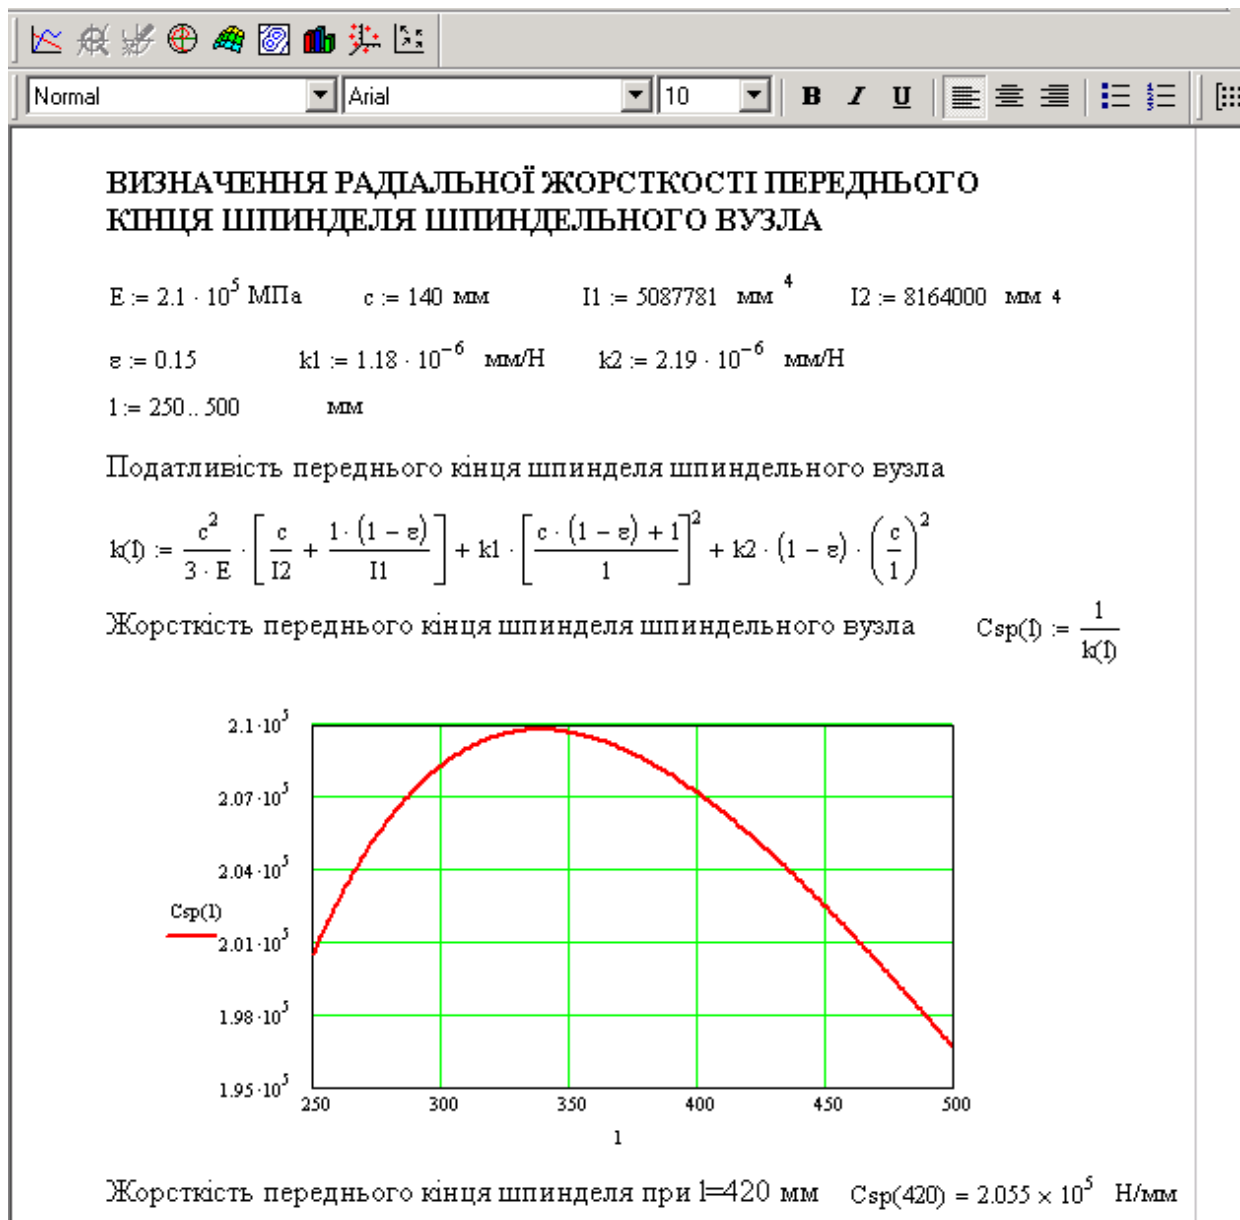 Normal Arial 10 B I U
ВИЗНАЧЕННЯ РАДІАЛЬНОЇ ЖОРСТКОСТІ ПЕРЕДНЬОГО
КІНЦЯ ШПИНДЕЛЯ ШПИНДЕЛЬНОГО ВУЗЛА
E := 2.1 · 10^5 МПа c := 140 мм I1 := 5087781 мм 4 I2 := 8164000 мм 4
ε := 0.15 k1 := 1.18 · 10^-6 мм/Н k2 := 2.19 · 10^-6 мм/Н
l := 250 .. 500 мм
Податливість переднього кінця шпинделя шпиндельного вузла
k(l) := c^2/(3 · E) · [c/I2 + l · (1 − ε)/I1] + k1 · [(c · (1 − ε) + l)/l]^2 + k2 · (1 − ε) · (c/l)^2
Жорсткість переднього кінця шпинделя шпиндельного вузла Csp(l) := 1/k(l)
2.1·10^5
2.07·10^5
2.04·10^5
Csp(l)
2.01·10^5
1.98·10^5
1.95·10^5
250 300 350 400 450 500
l
Жорсткість переднього кінця шпинделя при l=420 мм Csp(420) = 2.055 × 10^5 Н/мм